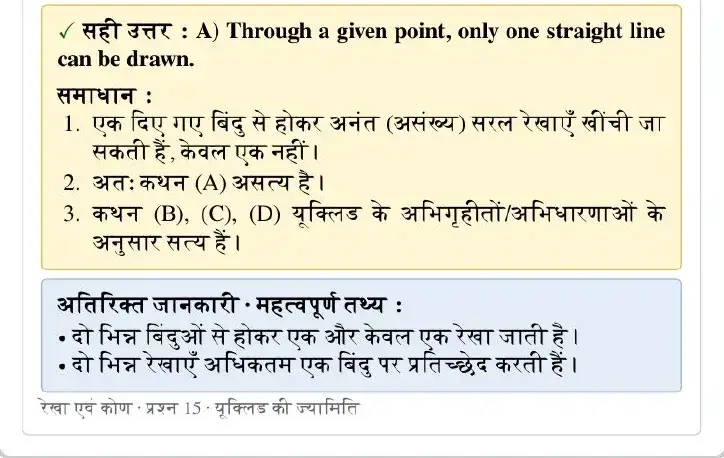 ✓ सही उत्तर : A) Through a given point, only one straight line
can be drawn.
समाधान :
1. एक दिए गए बिंदु से होकर अनंत (असंख्य) सरल रेखाएँ खींची जा
सकती हैं, केवल एक नहीं।
2. अतः कथन (A) असत्य है।
3. कथन (B), (C), (D) यूक्लिड के अभिगृहीतों/अभिधारणाओं के
अनुसार सत्य हैं।
अतिरिक्त जानकारी · महत्वपूर्ण तथ्य :
• दो भिन्न बिंदुओं से होकर एक और केवल एक रेखा जाती है।
• दो भिन्न रेखाएँ अधिकतम एक बिंदु पर प्रतिच्छेद करती हैं।
रेखा एवं कोण · प्रश्न 15 · यूक्लिड की ज्यामिति